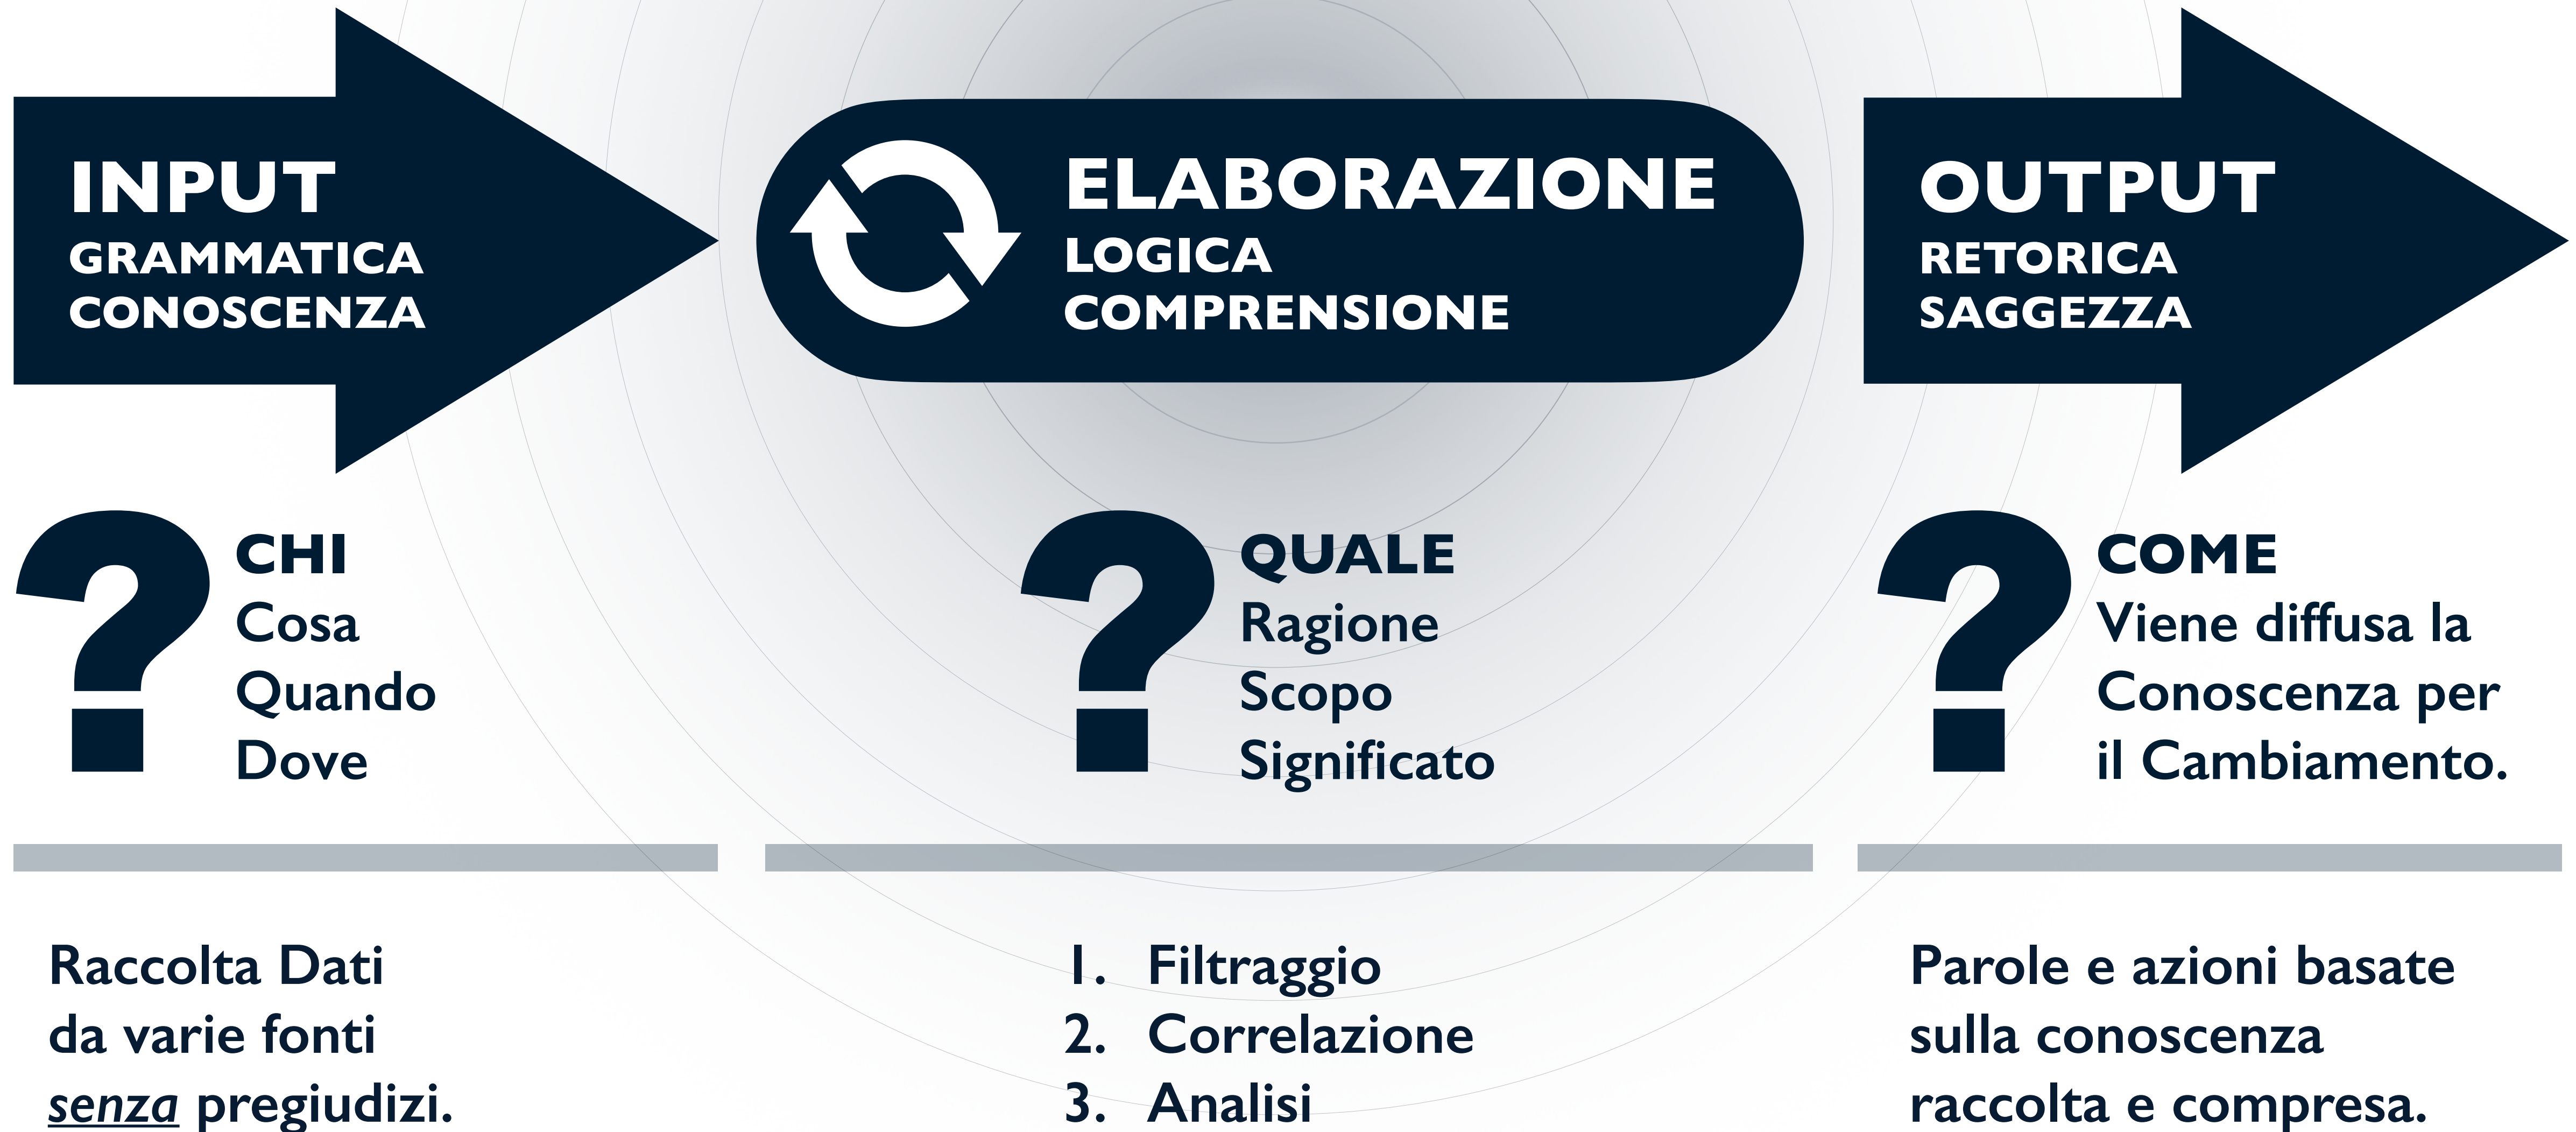 INPUT
GRAMMATICA
CONOSCENZA
ELABORAZIONE
LOGICA
COMPRENSIONE
OUTPUT
RETORICA
SAGGEZZA
?
CHI
Cosa
Quando
Dove
?
QUALE
Ragione
Scopo
Significato
?
COME
Viene diffusa la
Conoscenza per
il Cambiamento.
Raccolta Dati
da varie fonti
senza pregiudizi.
1. Filtraggio
2. Correlazione
3. Analisi
Parole e azioni basate
sulla conoscenza
raccolta e compresa.